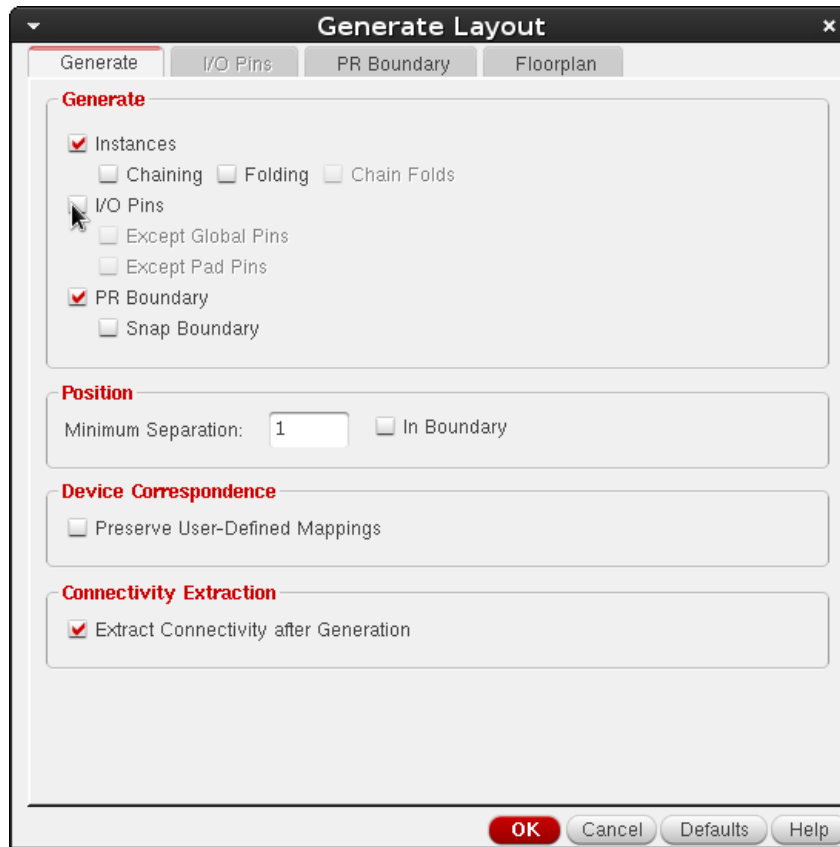 Generate Layout
Generate I/O Pins PR Boundary Floorplan
Generate
Instances
Chaining Folding Chain Folds
I/O Pins
Except Global Pins
Except Pad Pins
PR Boundary
Snap Boundary
Position
Minimum Separation: 1 In Boundary
Device Correspondence
Preserve User-Defined Mappings
Connectivity Extraction
Extract Connectivity after Generation
OK Cancel Defaults Help